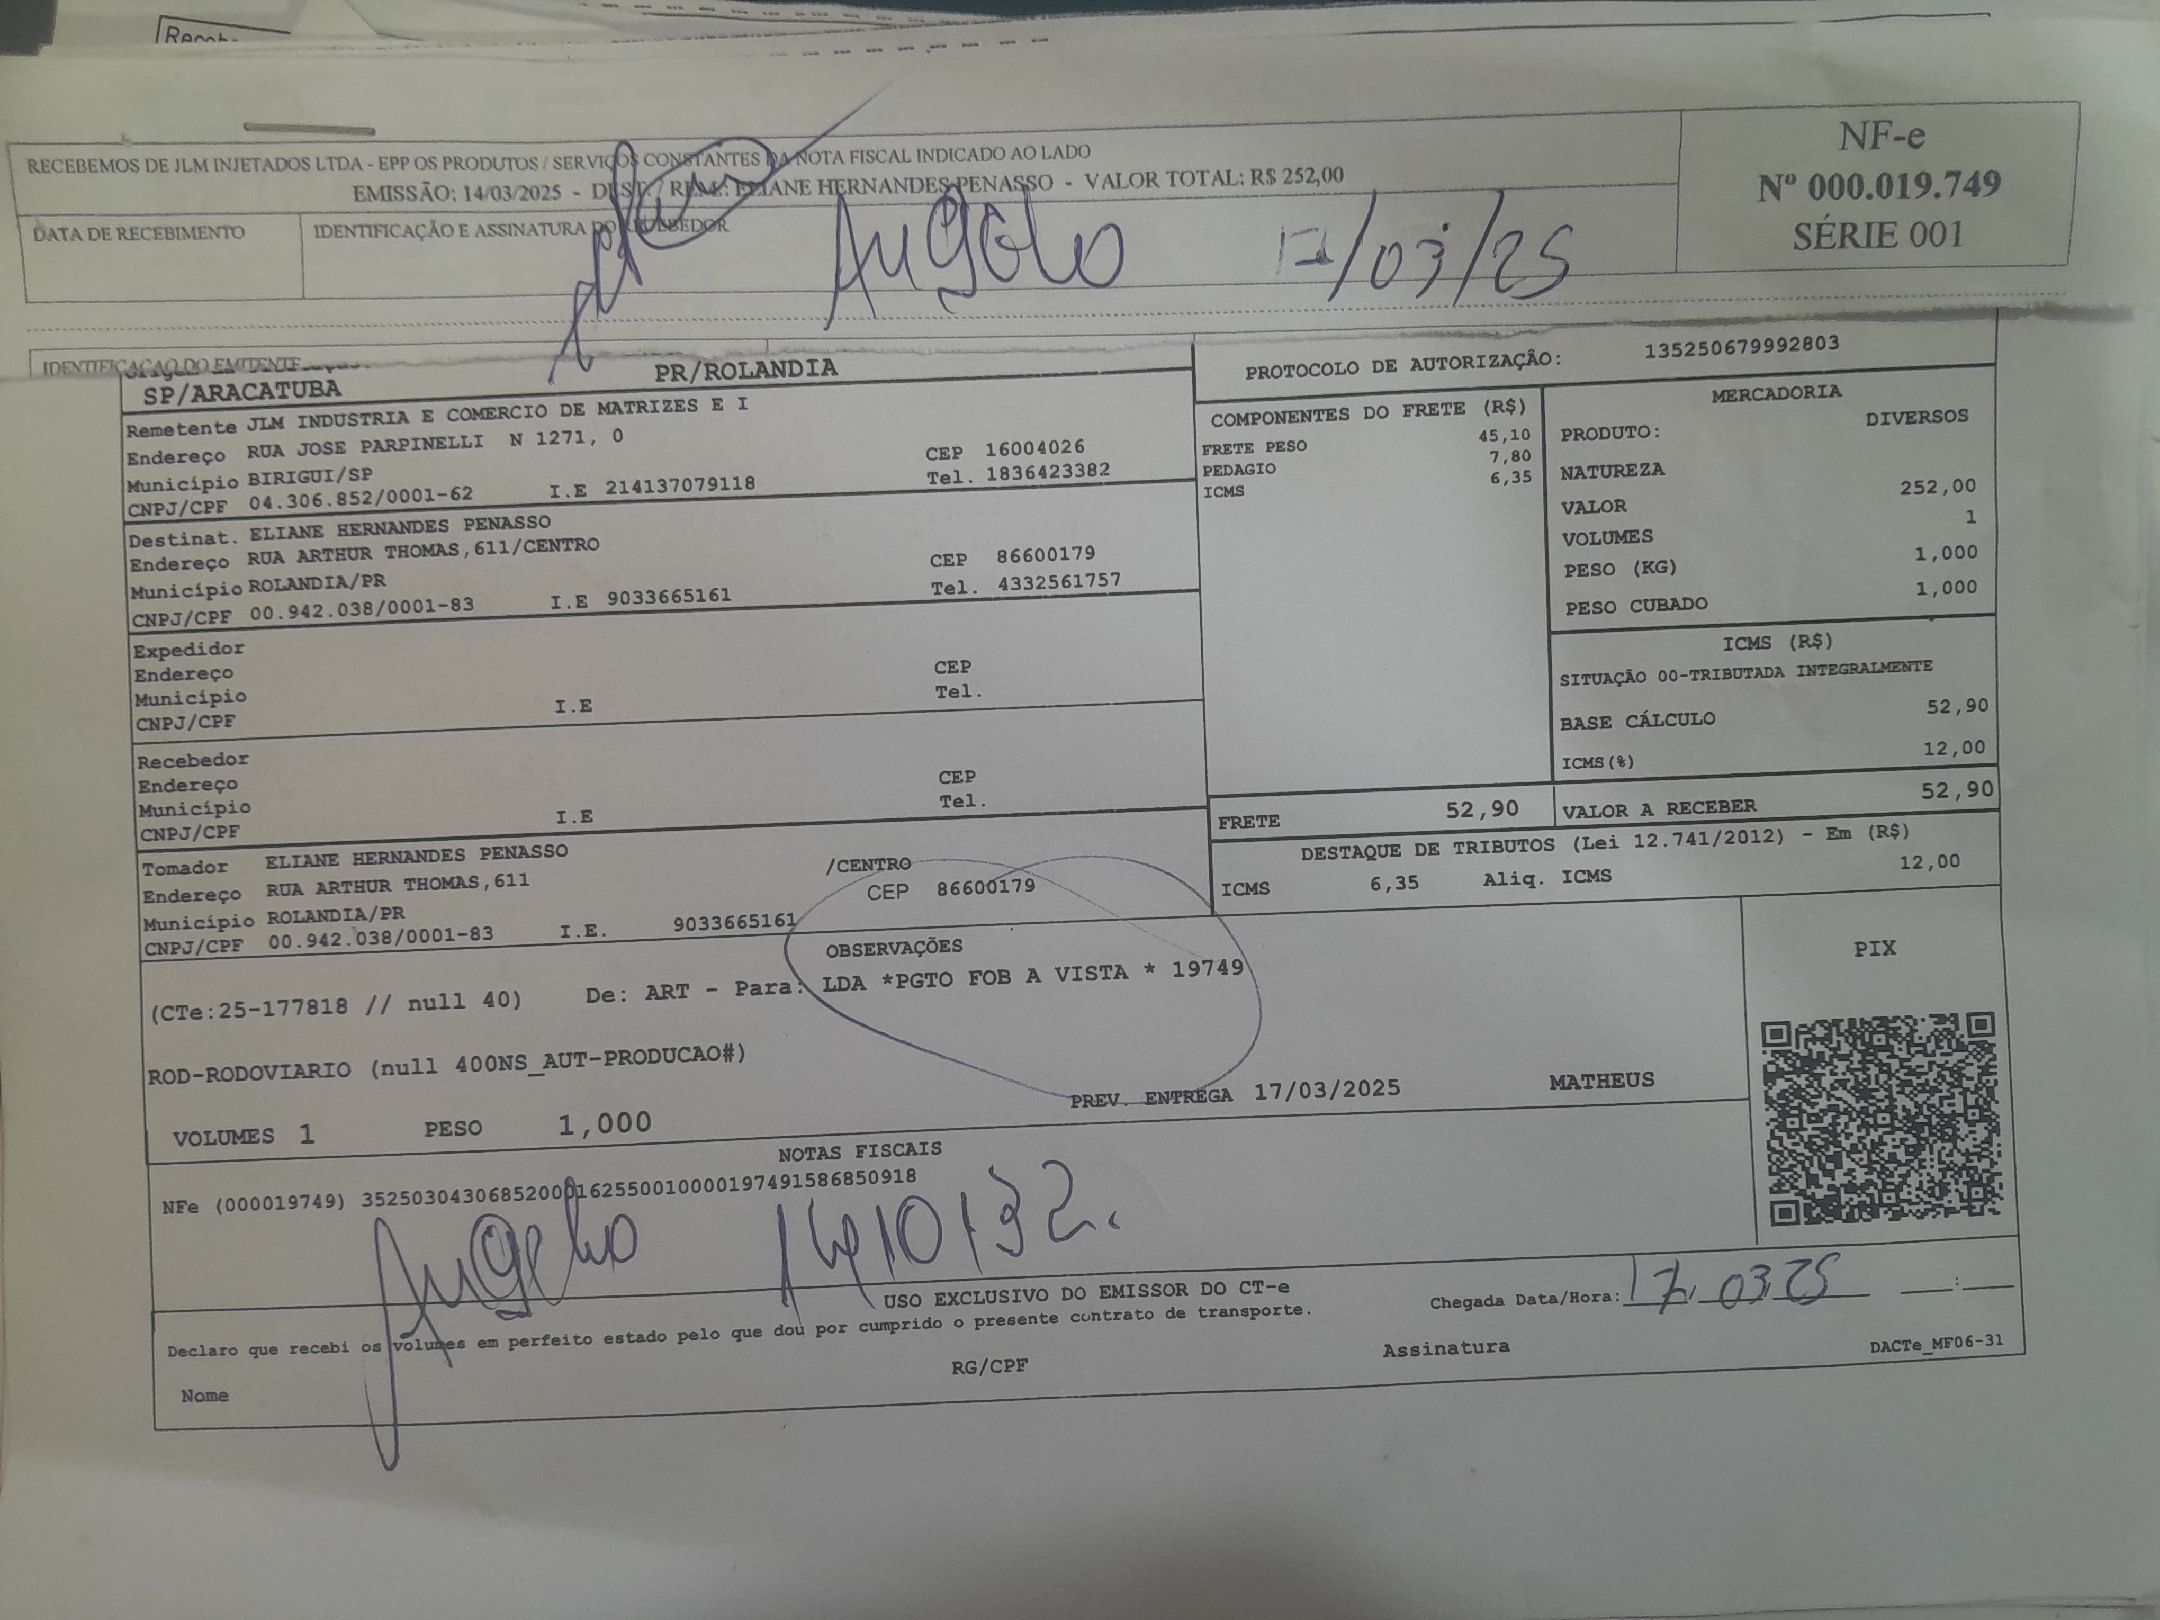 RECEBEMOS DE JLM INJETADOS LTDA - EPP OS PRODUTOS / SERVIÇOS CONSTANTES DA NOTA FISCAL INDICADO AO LADO
EMISSÃO: 14/03/2025 - DEST. / REM.: ELIANE HERNANDES PENASSO - VALOR TOTAL: R$ 252,00
DATA DE RECEBIMENTO
IDENTIFICAÇÃO E ASSINATURA DO RECEBEDOR
NF-e
Nº 000.019.749
SÉRIE 001
17/03/25
IDENTIFICAÇAO DO EMITENTE
SP/ARACATUBA PR/ROLANDIA
Remetente JLM INDUSTRIA E COMERCIO DE MATRIZES E I
Endereço RUA JOSE PARPINELLI N 1271, 0 CEP 16004026
Município BIRIGUI/SP Tel. 1836423382
CNPJ/CPF 04.306.852/0001-62 I.E 214137079118
Destinat. ELIANE HERNANDES PENASSO
Endereço RUA ARTHUR THOMAS,611/CENTRO CEP 86600179
Município ROLANDIA/PR Tel. 4332561757
CNPJ/CPF 00.942.038/0001-83 I.E 9033665161
Expedidor
Endereço CEP
Município Tel.
CNPJ/CPF I.E
Recebedor
Endereço CEP
Município Tel.
CNPJ/CPF I.E
Tomador ELIANE HERNANDES PENASSO /CENTRO
Endereço RUA ARTHUR THOMAS,611 CEP 86600179
Município ROLANDIA/PR
CNPJ/CPF 00.942.038/0001-83 I.E. 9033665161
PROTOCOLO DE AUTORIZAÇÃO: 135250679992803
COMPONENTES DO FRETE (R$)
FRETE PESO 45,10
PEDAGIO 7,80
ICMS 6,35
MERCADORIA
PRODUTO: DIVERSOS
NATUREZA
VALOR 252,00
VOLUMES 1
PESO (KG) 1,000
PESO CUBADO 1,000
ICMS (R$)
SITUAÇÃO 00-TRIBUTADA INTEGRALMENTE
BASE CÁLCULO 52,90
ICMS(%) 12,00
FRETE 52,90 VALOR A RECEBER 52,90
DESTAQUE DE TRIBUTOS (Lei 12.741/2012) - Em (R$)
ICMS 6,35 Aliq. ICMS 12,00
OBSERVAÇÕES
(CTe:25-177818 // null 40) De: ART - Para: LDA *PGTO FOB A VISTA * 19749
ROD-RODOVIARIO (null 400NS_AUT-PRODUCAO#)
PREV. ENTREGA 17/03/2025 MATHEUS
VOLUMES 1 PESO 1,000
PIX
NOTAS FISCAIS
NFe (000019749) 35250304306852000162550010000197491586850918
USO EXCLUSIVO DO EMISSOR DO CT-e
Declaro que recebi os volumes em perfeito estado pelo que dou por cumprido o presente contrato de transporte.
Chegada Data/Hora: 17 03 25 __:__
Nome RG/CPF Assinatura
DACTe_MF06-31